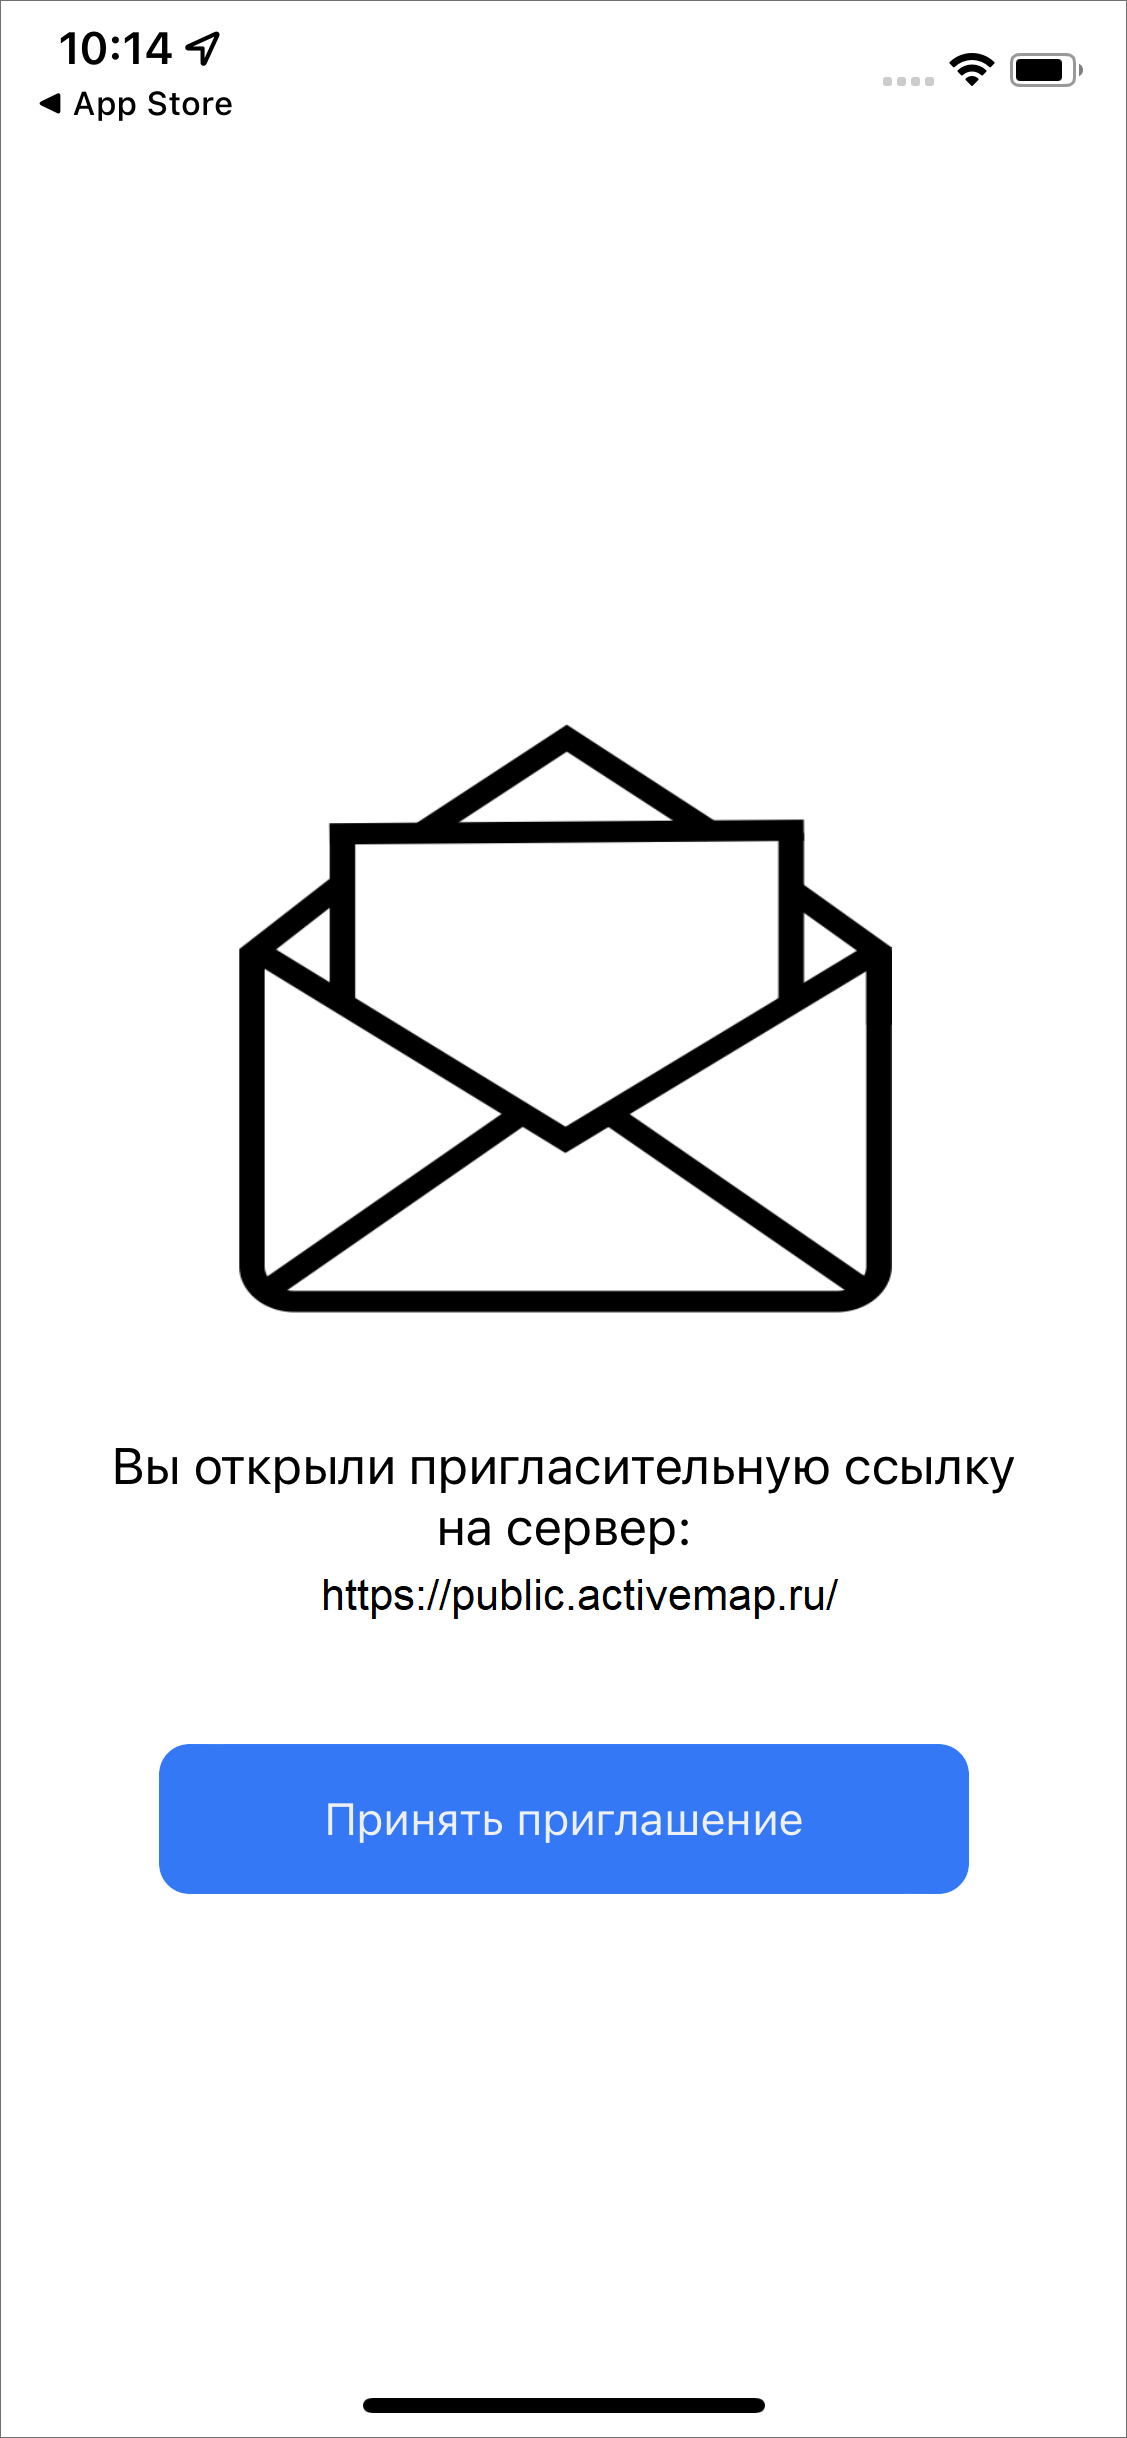 10:14
App Store
Вы открыли пригласительную ссылку
на сервер:
https://public.activemap.ru/
Принять приглашение